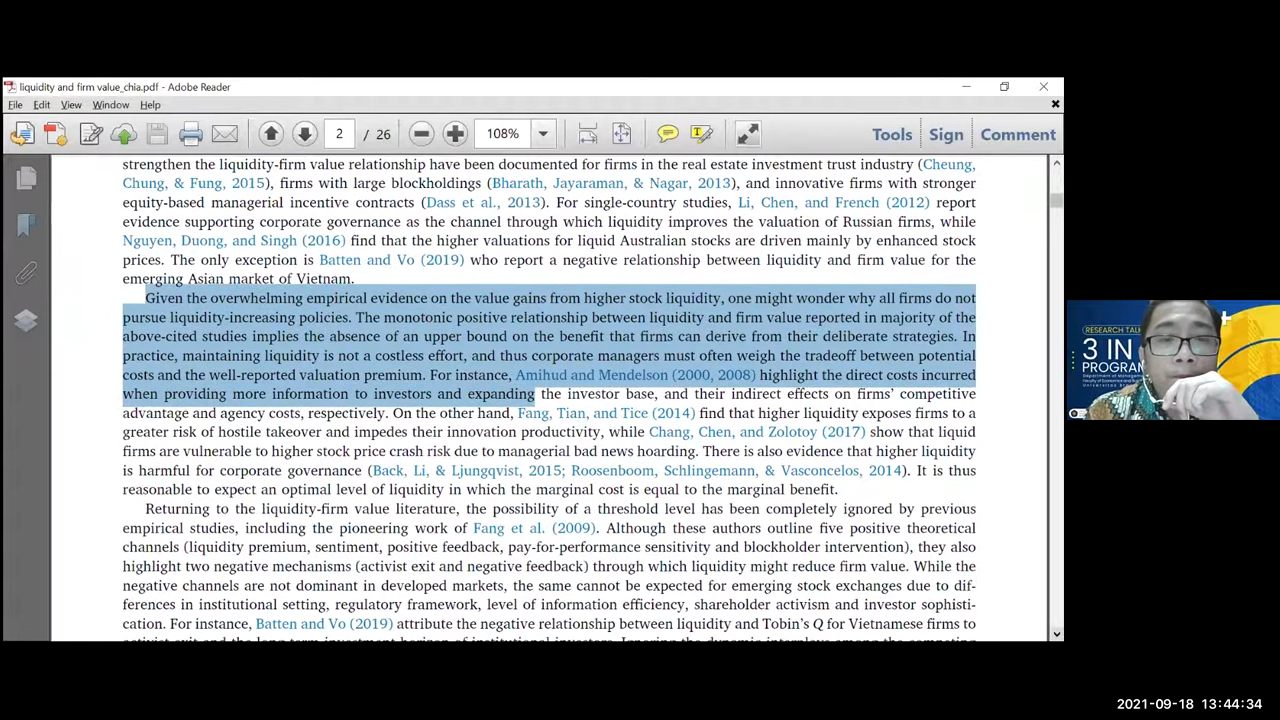 liquidity and firm value_chia.pdf - Adobe Reader
File Edit View Window Help
2 / 26 108% Tools Sign Comment
strengthen the liquidity-firm value relationship have been documented for firms in the real estate investment trust industry (Cheung,
Chung, & Fung, 2015), firms with large blockholdings (Bharath, Jayaraman, & Nagar, 2013), and innovative firms with stronger
equity-based managerial incentive contracts (Dass et al., 2013). For single-country studies, Li, Chen, and French (2012) report
evidence supporting corporate governance as the channel through which liquidity improves the valuation of Russian firms, while
Nguyen, Duong, and Singh (2016) find that the higher valuations for liquid Australian stocks are driven mainly by enhanced stock
prices. The only exception is Batten and Vo (2019) who report a negative relationship between liquidity and firm value for the
emerging Asian market of Vietnam.
Given the overwhelming empirical evidence on the value gains from higher stock liquidity, one might wonder why all firms do not
pursue liquidity-increasing policies. The monotonic positive relationship between liquidity and firm value reported in majority of the
above-cited studies implies the absence of an upper bound on the benefit that firms can derive from their deliberate strategies. In
practice, maintaining liquidity is not a costless effort, and thus corporate managers must often weigh the tradeoff between potential
costs and the well-reported valuation premium. For instance, Amihud and Mendelson (2000, 2008) highlight the direct costs incurred
when providing more information to investors and expanding the investor base, and their indirect effects on firms' competitive
advantage and agency costs, respectively. On the other hand, Fang, Tian, and Tice (2014) find that higher liquidity exposes firms to a
greater risk of hostile takeover and impedes their innovation productivity, while Chang, Chen, and Zolotoy (2017) show that liquid
firms are vulnerable to higher stock price crash risk due to managerial bad news hoarding. There is also evidence that higher liquidity
is harmful for corporate governance (Back, Li, & Ljungqvist, 2015; Roosenboom, Schlingemann, & Vasconcelos, 2014). It is thus
reasonable to expect an optimal level of liquidity in which the marginal cost is equal to the marginal benefit.
Returning to the liquidity-firm value literature, the possibility of a threshold level has been completely ignored by previous
empirical studies, including the pioneering work of Fang et al. (2009). Although these authors outline five positive theoretical
channels (liquidity premium, sentiment, positive feedback, pay-for-performance sensitivity and blockholder intervention), they also
highlight two negative mechanisms (activist exit and negative feedback) through which liquidity might reduce firm value. While the
negative channels are not dominant in developed markets, the same cannot be expected for emerging stock exchanges due to dif-
ferences in institutional setting, regulatory framework, level of information efficiency, shareholder activism and investor sophisti-
cation. For instance, Batten and Vo (2019) attribute the negative relationship between liquidity and Tobin's Q for Vietnamese firms to
RESEARCH TAL
3 IN
PROGRAM
2021-09-18 13:44:34